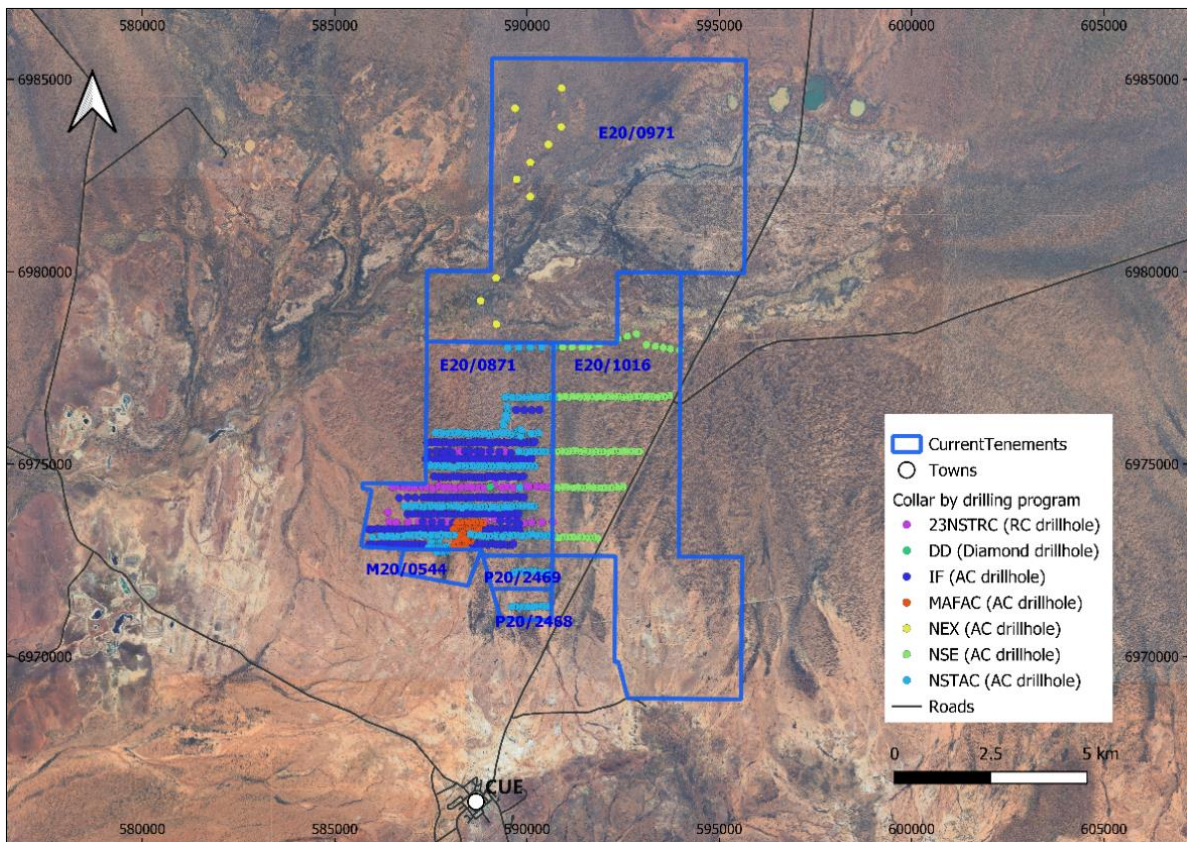 580000 585000 590000 595000 600000 605000
6985000 6985000
E20/0971
6980000 6980000
E20/0871 E20/1016
6975000 6975000
M20/0544 P20/2469
P20/2468
6970000 6970000
CUE
CurrentTenements
Towns
Collar by drilling program
23NSTRC (RC drillhole)
DD (Diamond drillhole)
IF (AC drillhole)
MAFAC (AC drillhole)
NEX (AC drillhole)
NSE (AC drillhole)
NSTAC (AC drillhole)
Roads
0 2.5 5 km
580000 585000 590000 595000 600000 605000